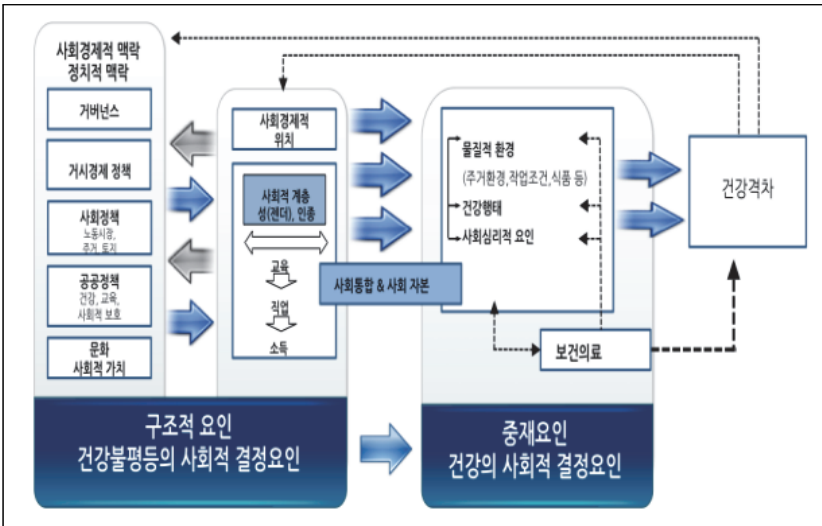 사회경제적 맥락
정치적 맥락
거버넌스
거시경제 정책
사회정책
노동시장,
주거, 토지
공공정책
건강, 교육,
사회적 보호
문화
사회적 가치
사회경제적
위치
사회적 계층
성(젠더), 인종
교육
직업
소득
사회통합 & 사회 자본
물질적 환경
(주거환경,작업조건,식품 등)
건강행태
사회심리적 요인
보건의료
건강격차
구조적 요인
건강불평등의 사회적 결정요인
중재요인
건강의 사회적 결정요인